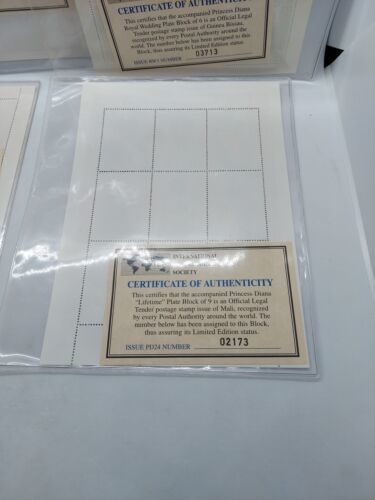 CERTIFICATE OF AUTHENTICITY
This certifies that the accompanied Princess Diana
Royal Wedding Plate Block of 6 is an Official Legal
Tender postage stamp issue of Guinea Bissau,
recognized by each Postal Authority around the
world. The number below has been assigned to this
Block, thus assuring its Limited Edition status.
ISSUE NUMBER 03713
INTERNATIONAL
SOCIETY
CERTIFICATE OF AUTHENTICITY
This certifies that the accompanied Princess Diana
"Lifetime" Plate Block of 9 is an Official Legal
Tender postage stamp issue of Mali, recognized
by every Postal Authority around the world. The
number below has been assigned to this Block,
thus assuring its Limited Edition status.
ISSUE PD24 NUMBER 02173